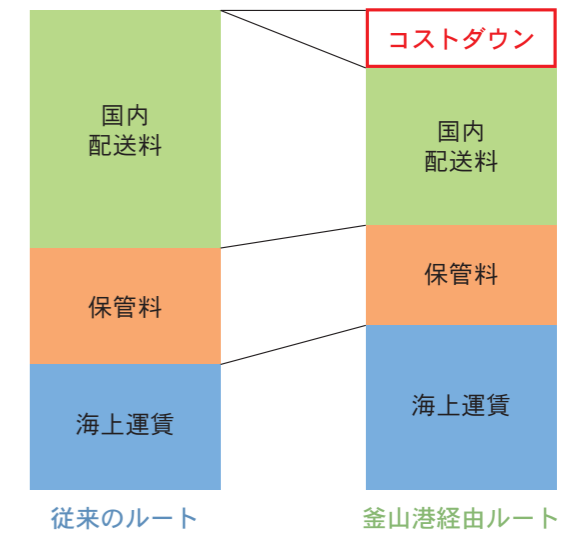 コストダウン
国内
配送料
国内
配送料
保管料
保管料
海上運賃
海上運賃
従来のルート
釜山港経由ルート